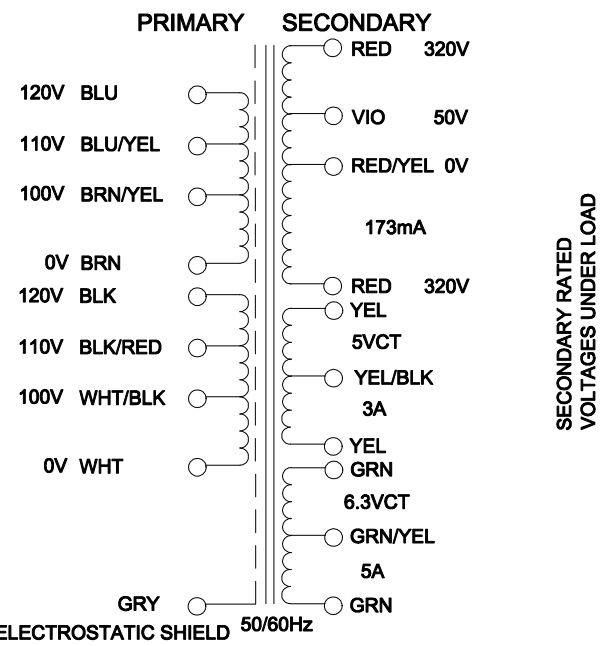 PRIMARY SECONDARY
RED 320V
120V BLU
VIO 50V
110V BLU/YEL
RED/YEL 0V
100V BRN/YEL
173mA
0V BRN
RED 320V
120V BLK
YEL
110V BLK/RED
5VCT
YEL/BLK
100V WHT/BLK
3A
YEL
0V WHT
GRN
6.3VCT
GRN/YEL
5A
GRY
GRN
ELECTROSTATIC SHIELD
50/60Hz
SECONDARY RATED
VOLTAGES UNDER LOAD